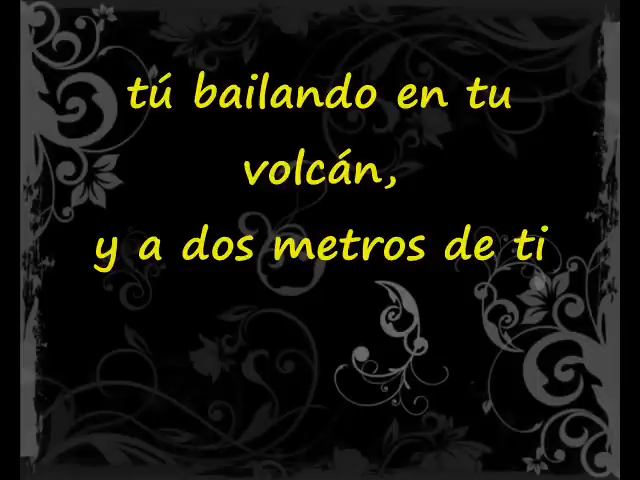 tú bailando en tu
volcán,
y a dos metros de ti